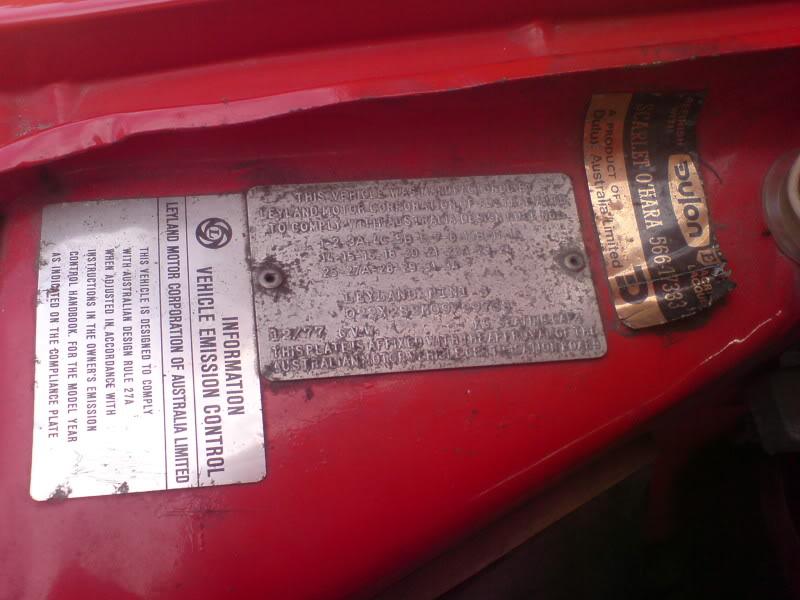 INFORMATION
VEHICLE EMISSION CONTROL
LEYLAND MOTOR CORPORATION OF AUSTRALIA LIMITED
THIS VEHICLE IS DESIGNED TO COMPLY
WITH AUSTRALIAN DESIGN RULE 27A
WHEN ADJUSTED IN ACCORDANCE WITH
INSTRUCTIONS IN THE OWNER'S EMISSION
CONTROL HANDBOOK FOR THE MODEL YEAR
AS INDICATED ON THE COMPLIANCE PLATE
THIS VEHICLE WAS MANUFACTURED BY
LEYLAND MOTOR CORPORATION OF AUSTRALIA
TO COMPLY WITH AUSTRALIAN DESIGN RULES
LEYLAND MINI S
12/77 G.V.W.
THIS PLATE IS AFFIXED WITH THE APPROVAL OF THE
AUSTRALIAN MOTOR VEHICLE
Dulon
SCARLET O'HARA 566-
A PRODUCT OF
Dulux Australia Limited